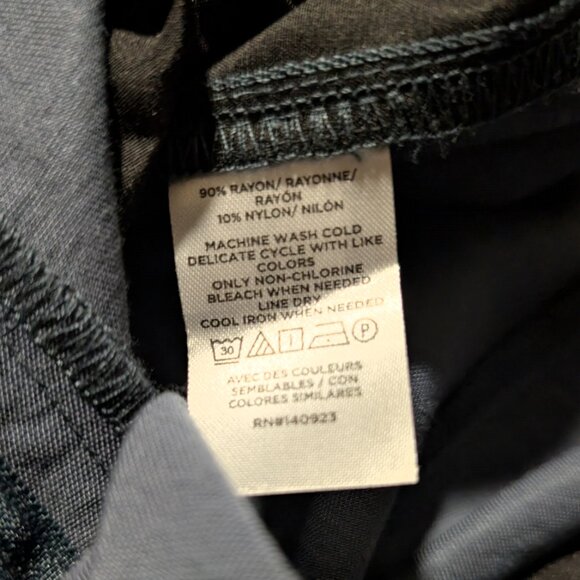 90% RAYON/ RAYONNE/
RAYÓN
10% NYLON/ NILÓN
MACHINE WASH COLD
DELICATE CYCLE WITH LIKE
COLORS
ONLY NON-CHLORINE
BLEACH WHEN NEEDED
LINE DRY
COOL IRON WHEN NEEDED
30 P
AVEC DES COULEURS
SEMBLABLES / CON
COLORES SIMILARES
RN#140923